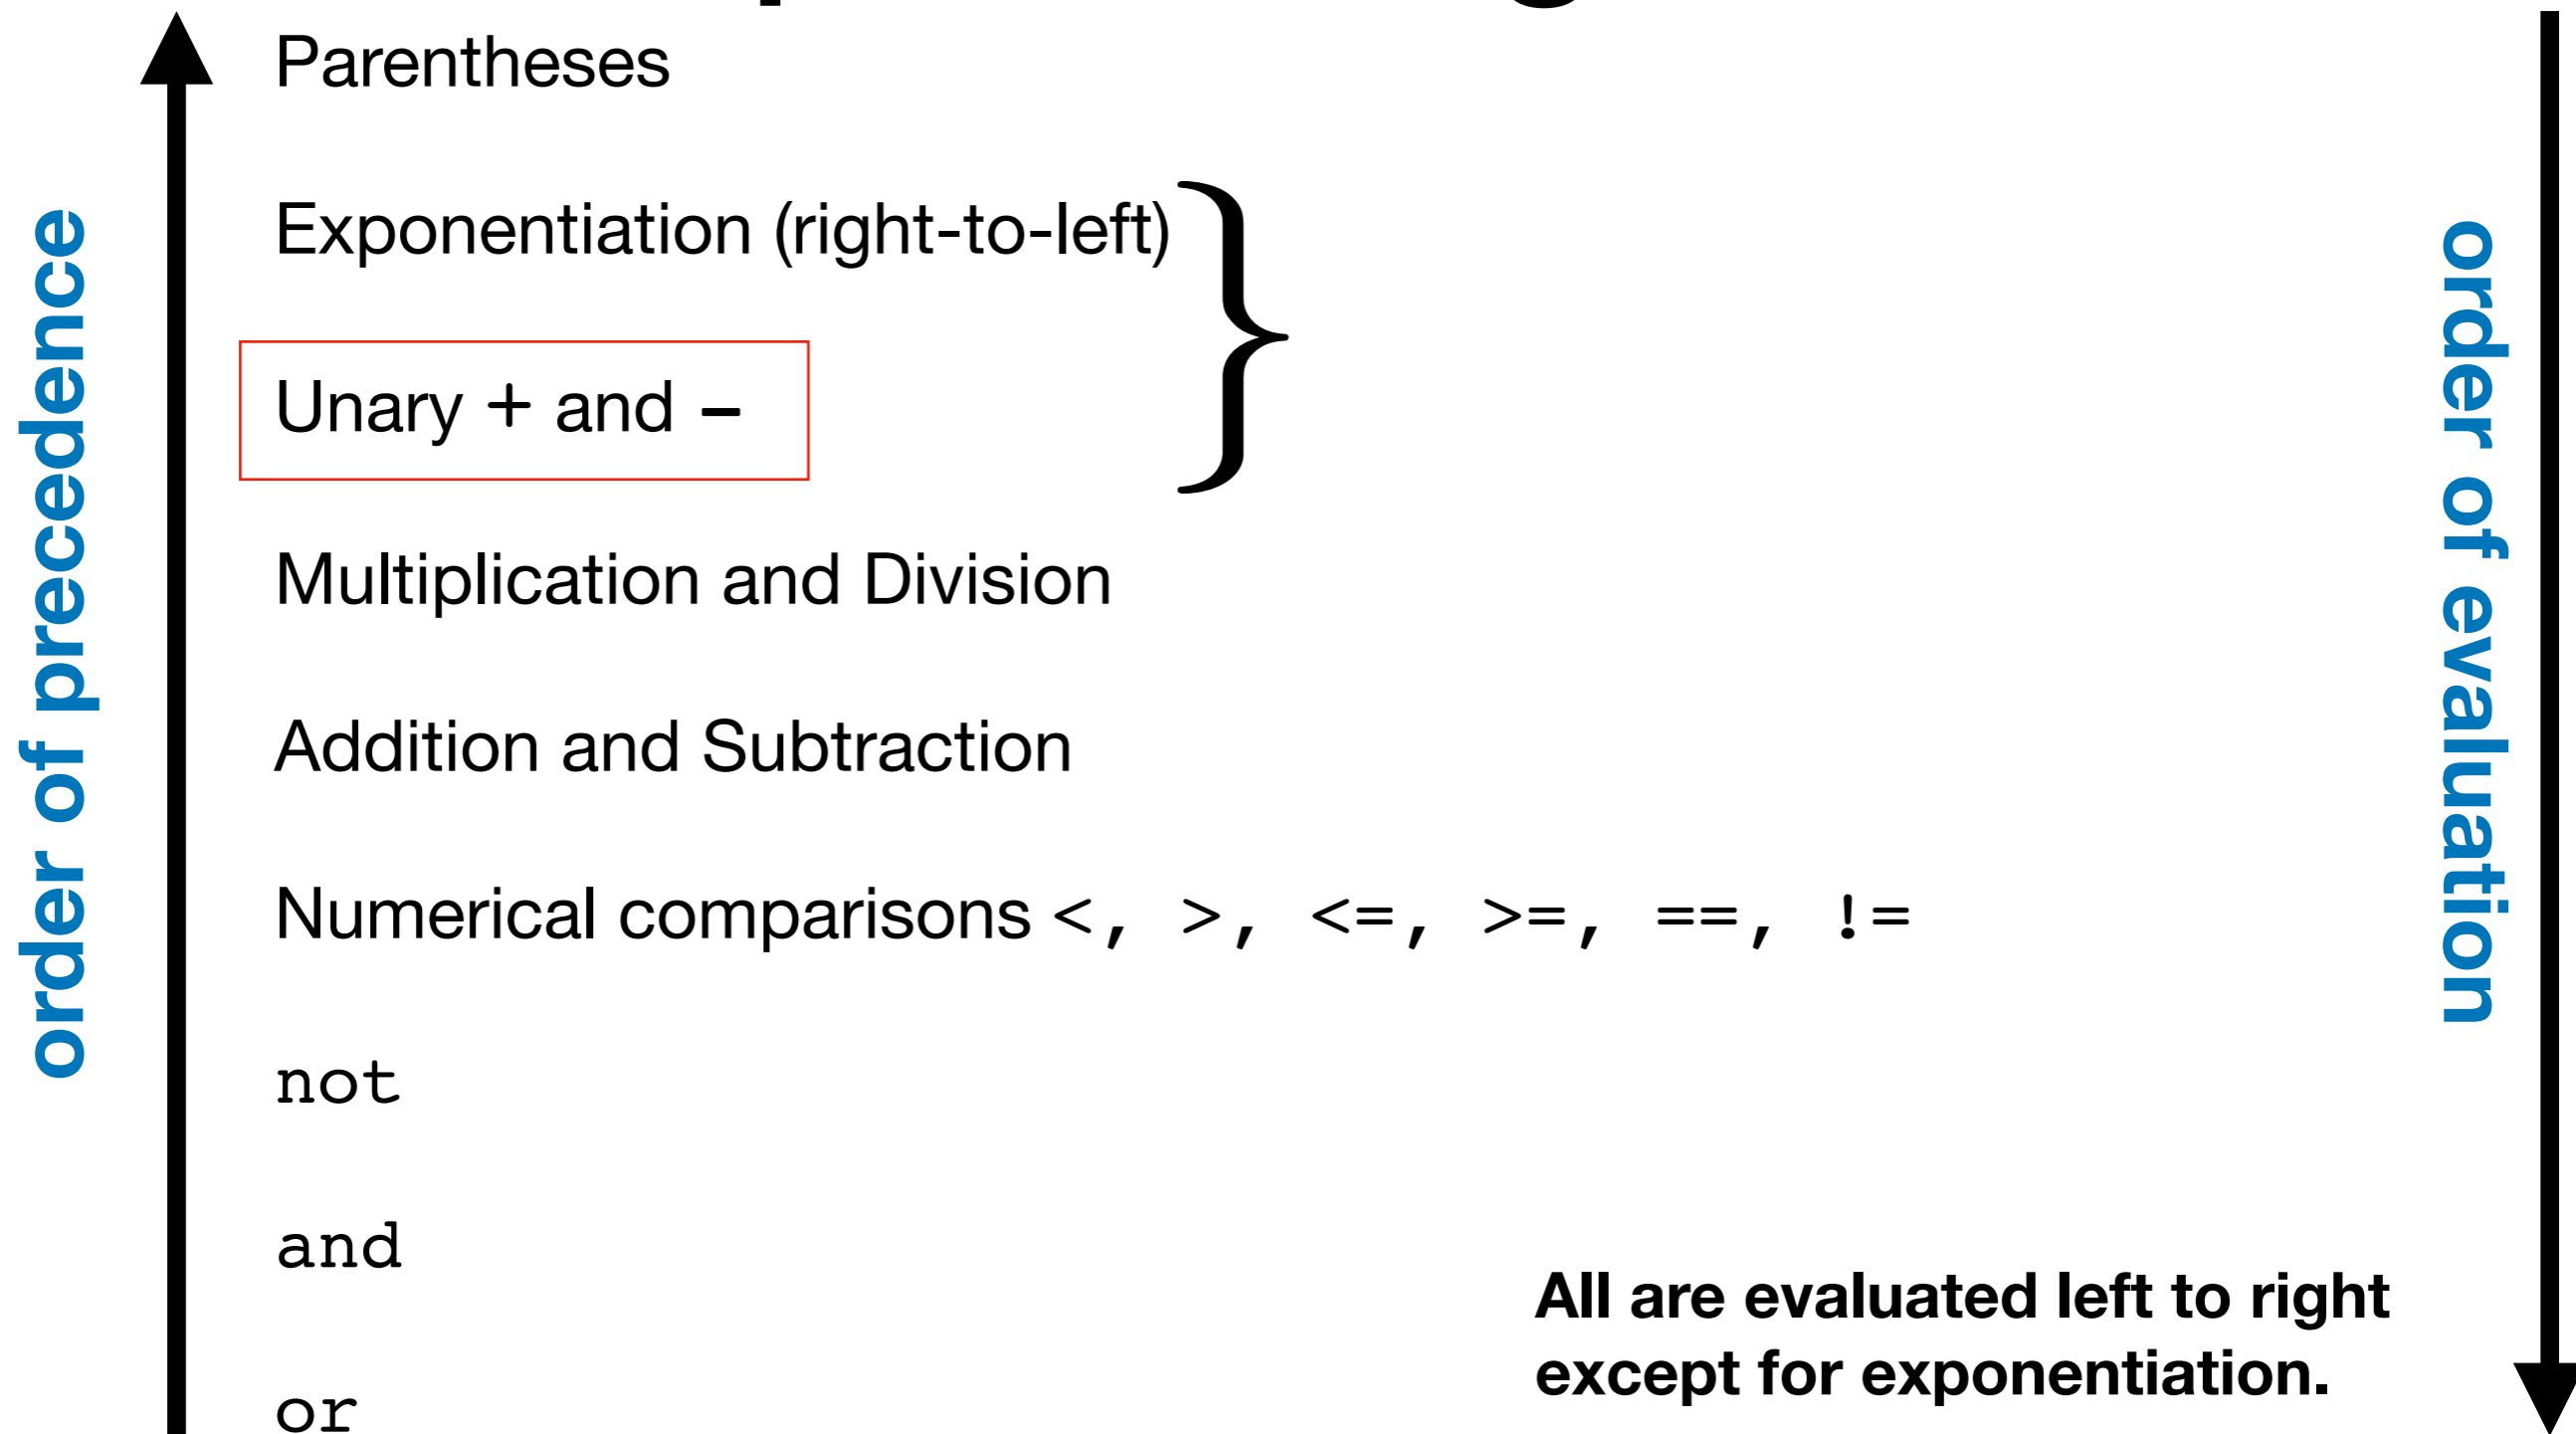 order of precedence
Parentheses
Exponentiation (right-to-left)
Unary + and –
Multiplication and Division
Addition and Subtraction
Numerical comparisons <, >, <=, >=, ==, !=
not
and
or
All are evaluated left to right
except for exponentiation.
order of evaluation